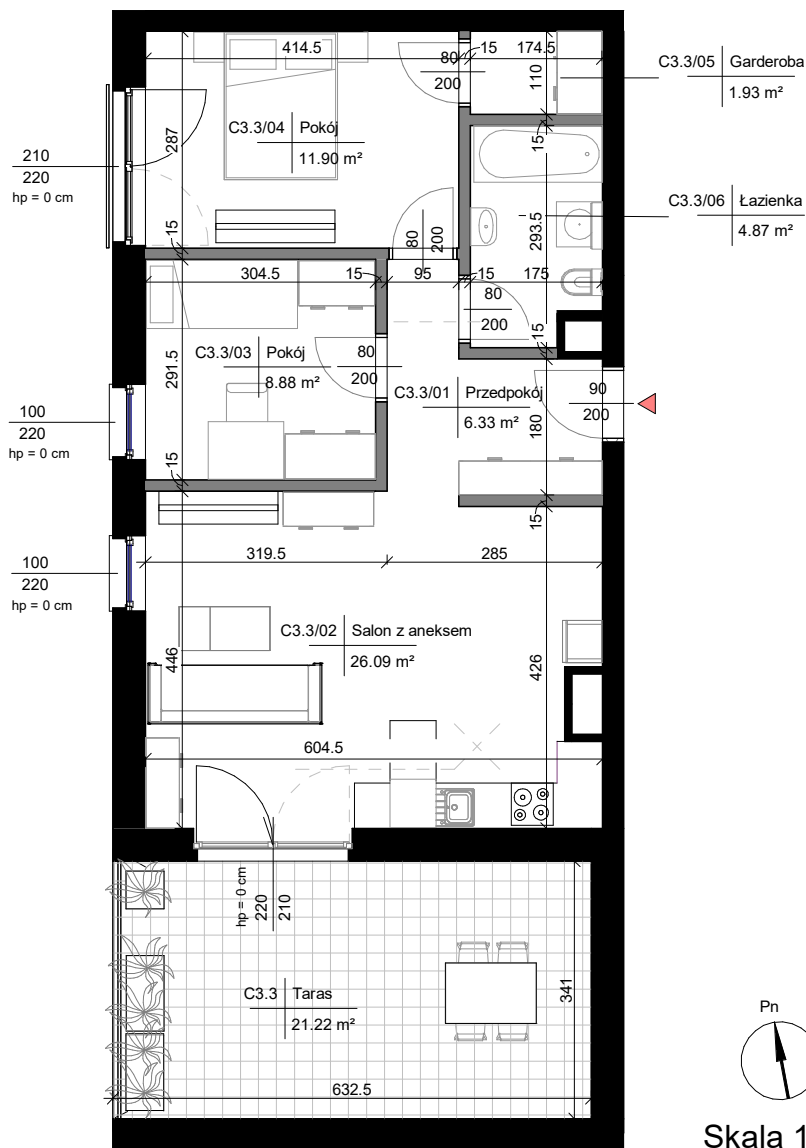 414.5
15
174.5
80
200
110
C3.3/05 Garderoba
1.93 m²
C3.3/04 Pokój
11.90 m²
287
15
210
220
hp = 0 cm
C3.3/06 Łazienka
4.87 m²
293.5
80
200
15
304.5
15
95
15
175
80
200
15
C3.3/03 Pokój
8.88 m²
80
200
291.5
C3.3/01 Przedpokój
6.33 m²
90
200
180
100
220
hp = 0 cm
15
15
100
220
hp = 0 cm
319.5
285
C3.3/02 Salon z aneksem
26.09 m²
446
426
604.5
hp = 0 cm
220
210
C3.3 Taras
21.22 m²
341
632.5
Pn
Skala 1